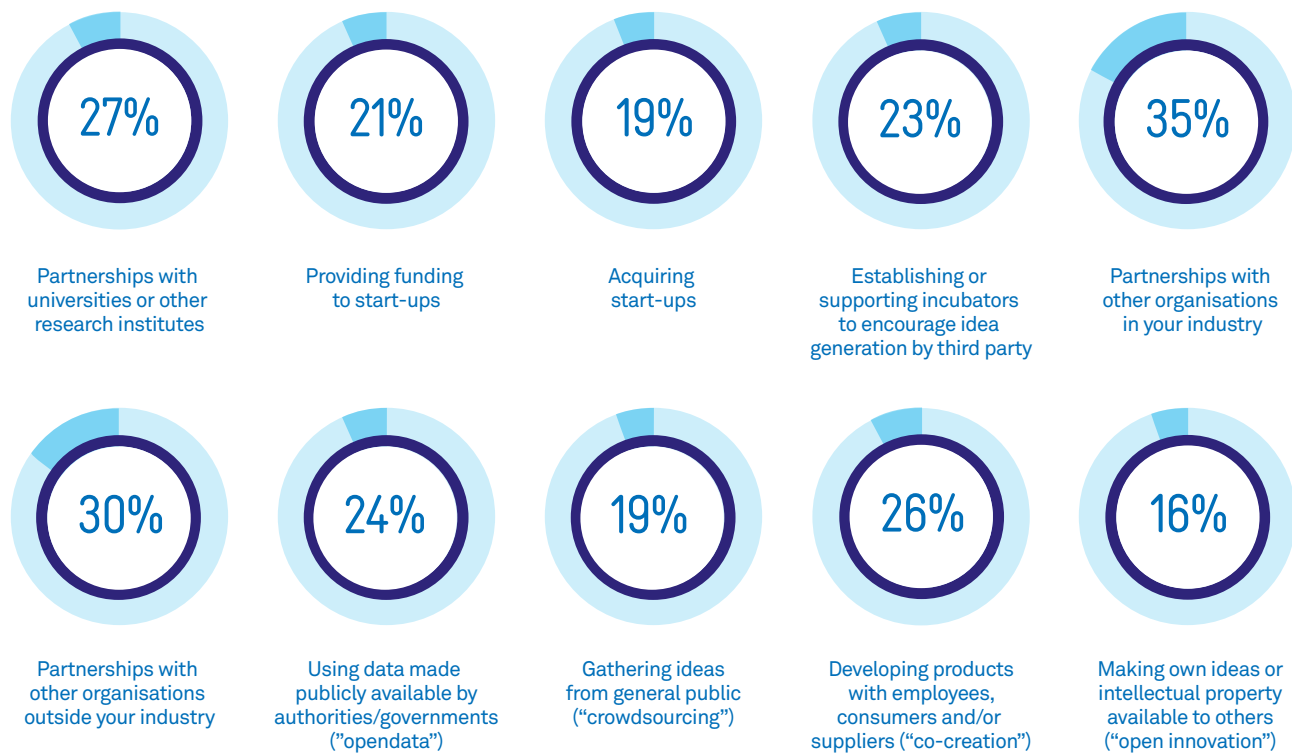 27%
21%
19%
23%
35%
Partnerships with
universities or other
research institutes
Providing funding
to start-ups
Acquiring
start-ups
Establishing or
supporting incubators
to encourage idea
generation by third party
Partnerships with
other organisations
in your industry
30%
24%
19%
26%
16%
Partnerships with
other organisations
outside your industry
Using data made
publicly available by
authorities/governments
("opendata")
Gathering ideas
from general public
(“crowdsourcing”)
Developing products
with employees,
consumers and/or
suppliers (“co-creation”)
Making own ideas or
intellectual property
available to others
(“open innovation”)